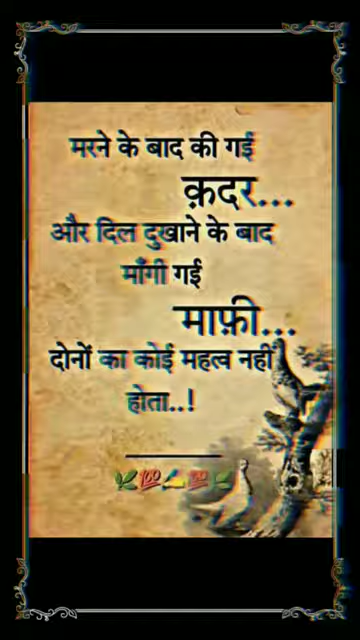 मरने के बाद की गई
क़दर...
और दिल दुखाने के बाद
माँगी गई
माफ़ी...
दोनों का कोई महत्व नहीं
होता..!
🌿💯✍️💯🌿